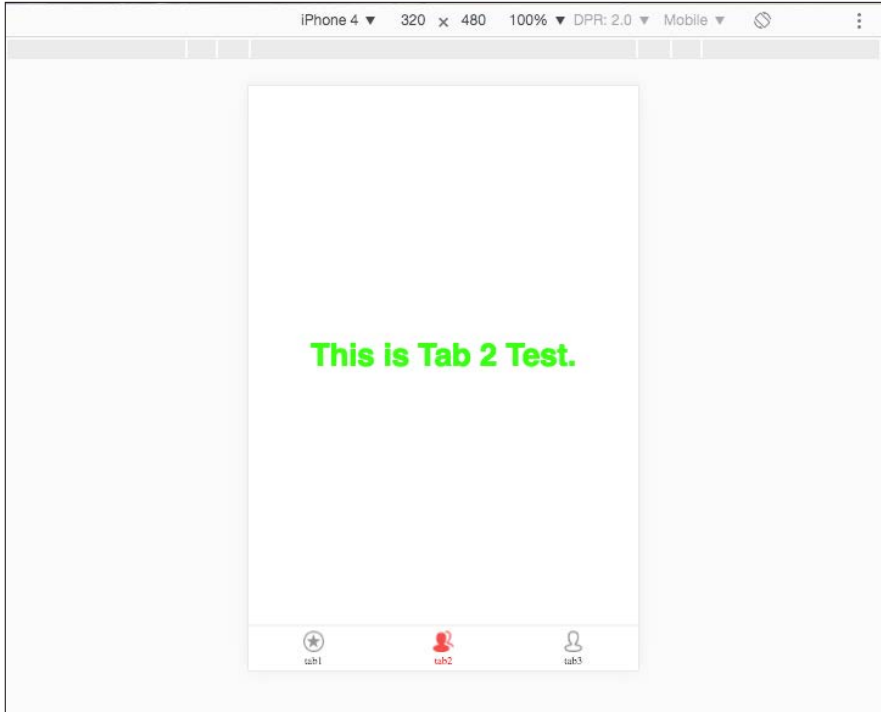 iPhone 4 ▼ 320 × 480 100% ▼ DPR: 2.0 ▼ Mobile ▼
This is Tab 2 Test.
tab1 tab2 tab3